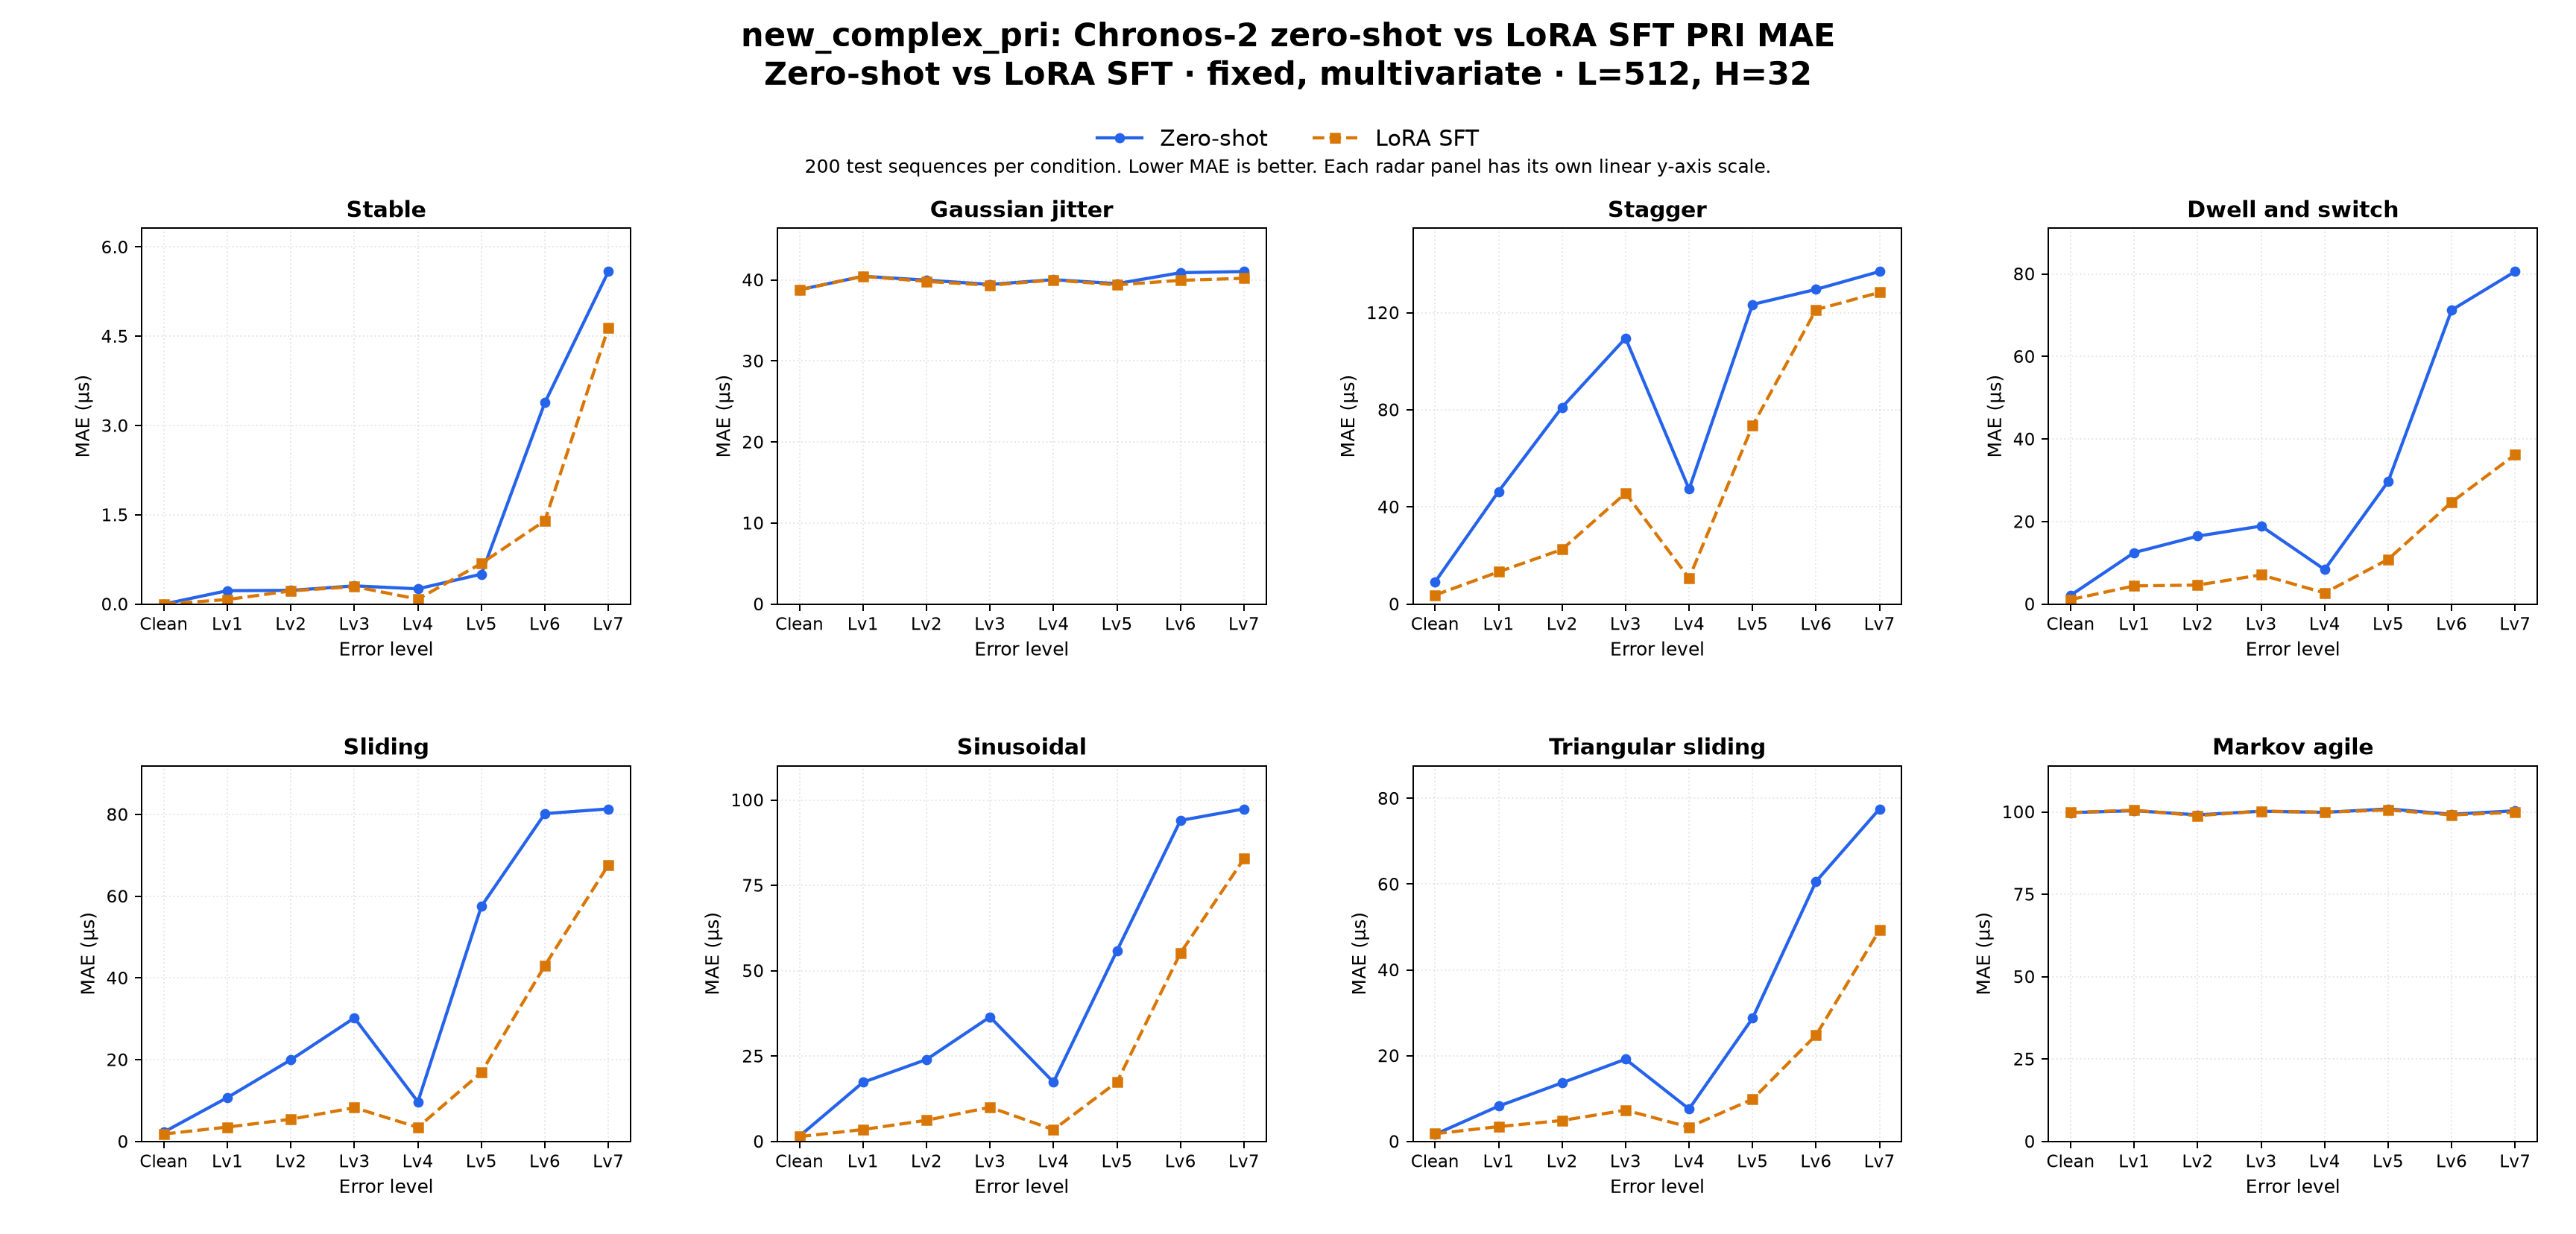 new_complex_pri: Chronos-2 zero-shot vs LoRA SFT PRI MAE
Zero-shot vs LoRA SFT · fixed, multivariate · L=512, H=32
Zero-shot
LoRA SFT
200 test sequences per condition. Lower MAE is better. Each radar panel has its own linear y-axis scale.
Stable
6.0
4.5
3.0
1.5
0.0
MAE (µs)
Clean Lv1 Lv2 Lv3 Lv4 Lv5 Lv6 Lv7
Error level
Gaussian jitter
40
30
20
10
0
MAE (µs)
Clean Lv1 Lv2 Lv3 Lv4 Lv5 Lv6 Lv7
Error level
Stagger
120
80
40
0
MAE (µs)
Clean Lv1 Lv2 Lv3 Lv4 Lv5 Lv6 Lv7
Error level
Dwell and switch
80
60
40
20
0
MAE (µs)
Clean Lv1 Lv2 Lv3 Lv4 Lv5 Lv6 Lv7
Error level
Sliding
80
60
40
20
0
MAE (µs)
Clean Lv1 Lv2 Lv3 Lv4 Lv5 Lv6 Lv7
Error level
Sinusoidal
100
75
50
25
0
MAE (µs)
Clean Lv1 Lv2 Lv3 Lv4 Lv5 Lv6 Lv7
Error level
Triangular sliding
80
60
40
20
0
MAE (µs)
Clean Lv1 Lv2 Lv3 Lv4 Lv5 Lv6 Lv7
Error level
Markov agile
100
75
50
25
0
MAE (µs)
Clean Lv1 Lv2 Lv3 Lv4 Lv5 Lv6 Lv7
Error level